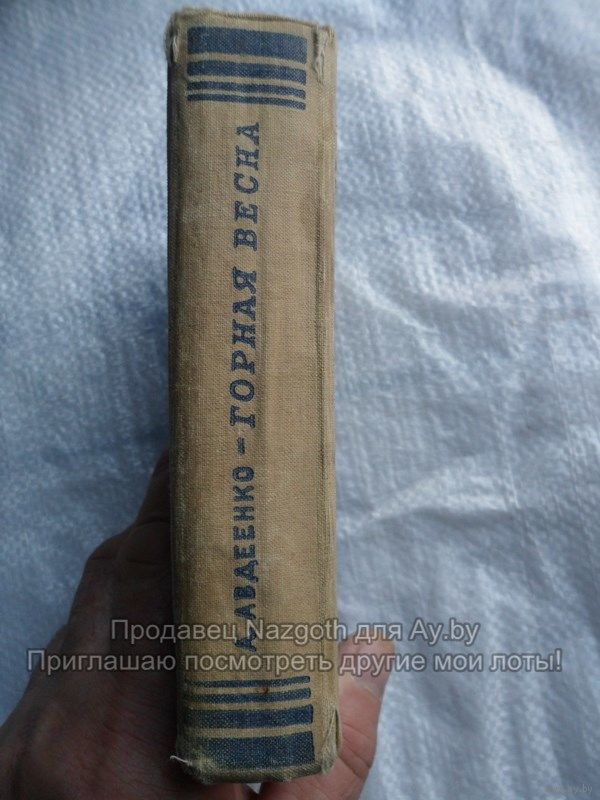 А. АВДЕЕНКО – ГОРНАЯ ВЕСНА
Продавец Nazgoth для Ay.by
Приглашаю посмотреть другие мои лоты!